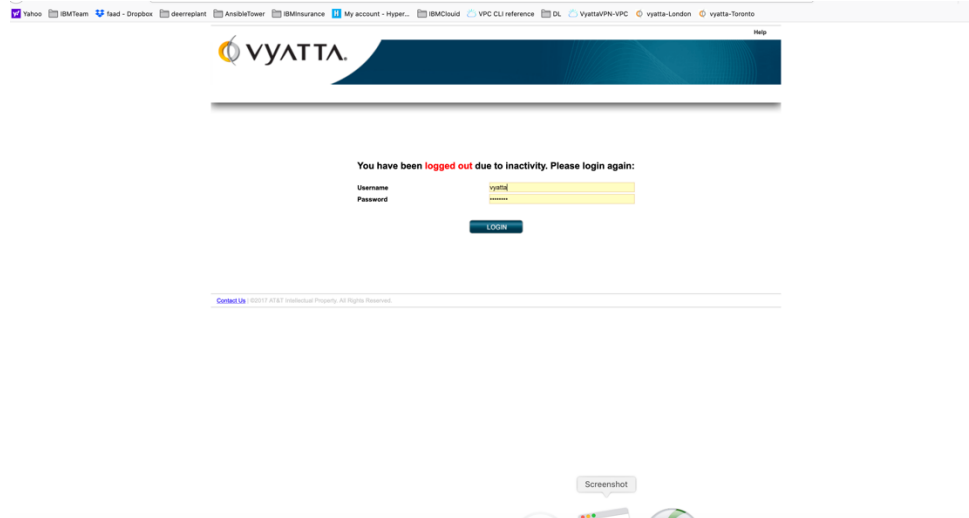 Yahoo IBMTeam faad - Dropbox deerreplant AnsibleTower IBMInsurance My account - Hyper... IBMClouid VPC CLI reference DL VyattaVPN-VPC vyatta-London vyatta-Toronto
Help
VYATTA.
You have been logged out due to inactivity. Please login again:
Username vyatta
Password ••••••••
LOGIN
Contact Us | ©2017 AT&T Intellectual Property. All Rights Reserved.
Screenshot